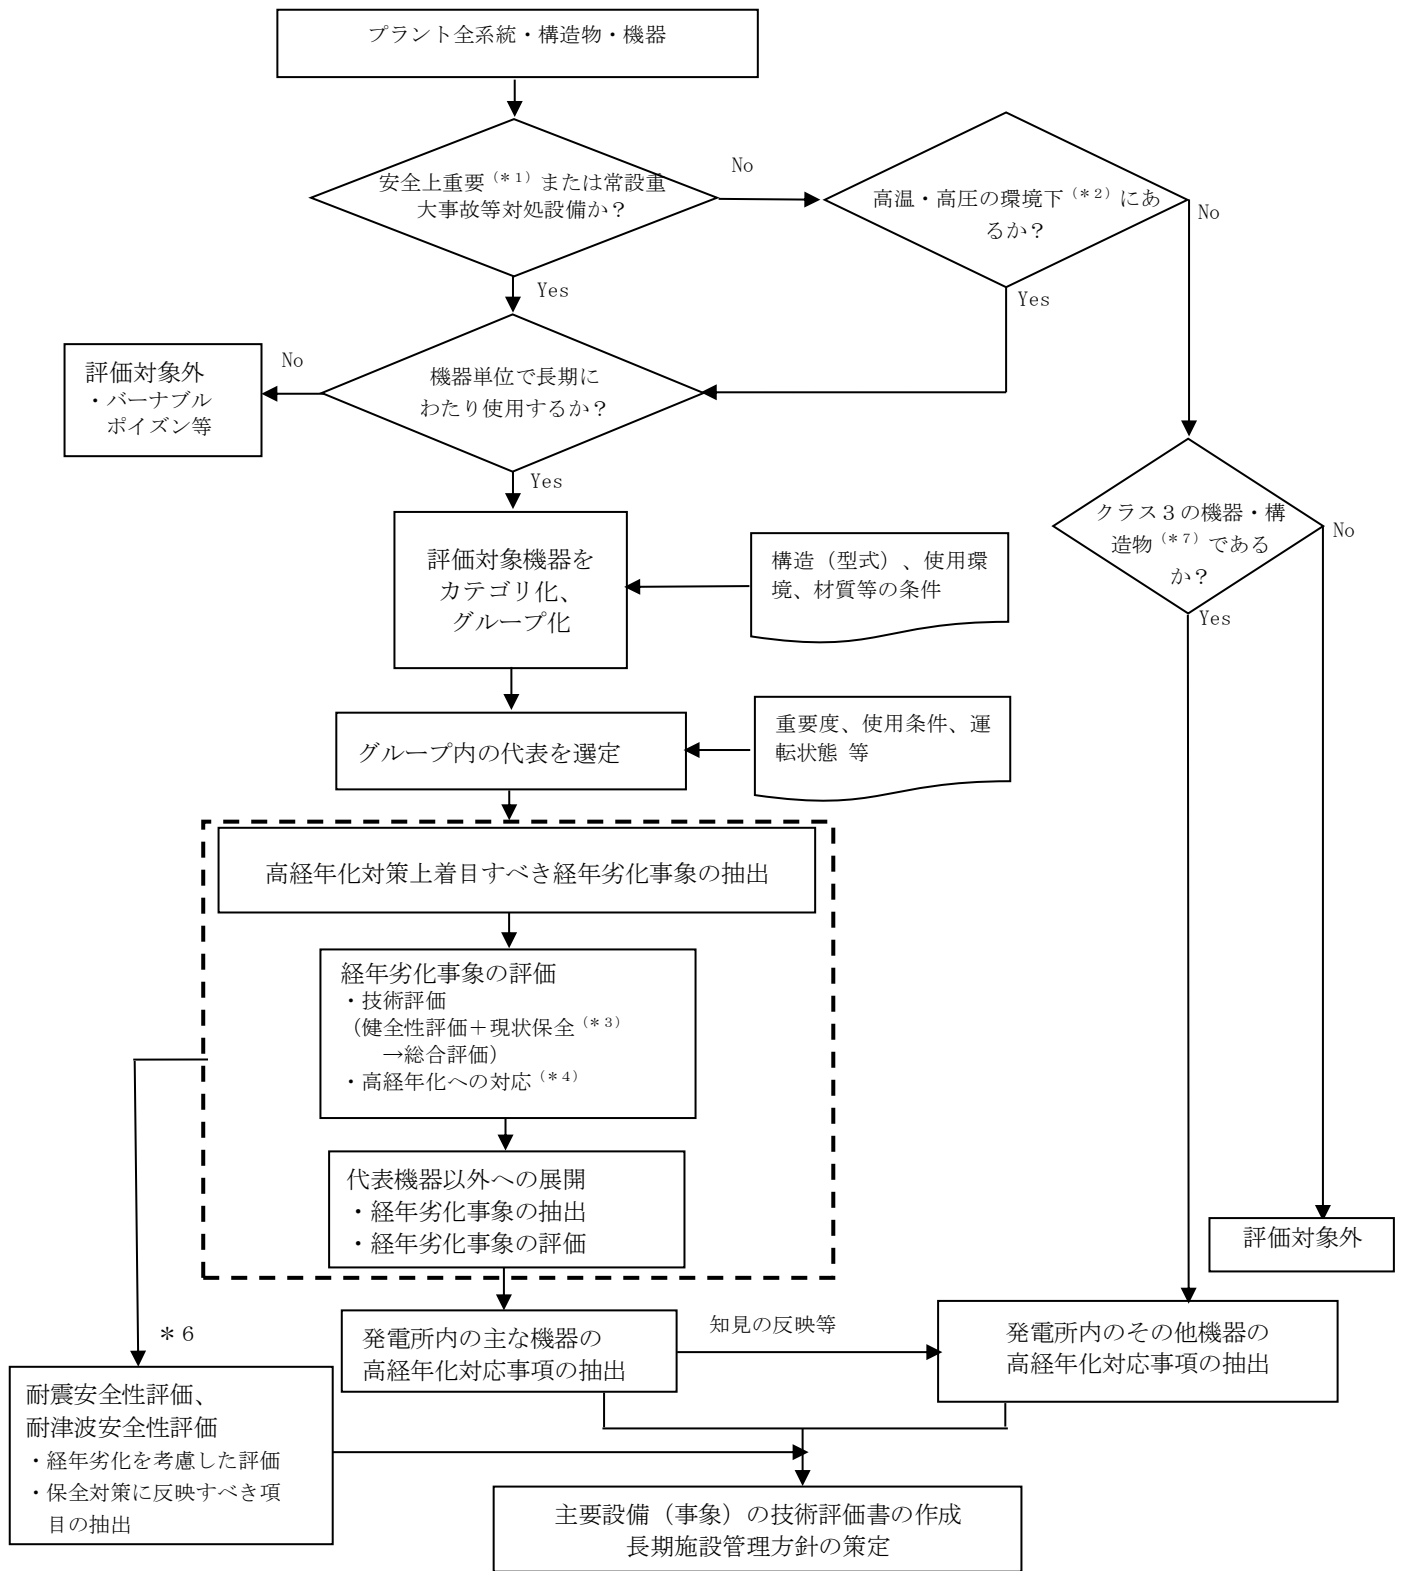 プラント全系統・構造物・機器
安全上重要(＊1)または常設重
大事故等対処設備か？
No
高温・高圧の環境下(＊2)にあ
るか？
No
Yes
Yes
機器単位で長期に
わたり使用するか？
No
評価対象外
・バーナブル
ポイズン等
Yes
クラス３の機器・構
造物(＊7)である
か？
No
Yes
評価対象機器を
カテゴリ化、
グループ化
構造（型式）、使用環
境、材質等の条件
グループ内の代表を選定
重要度、使用条件、運
転状態 等
高経年化対策上着目すべき経年劣化事象の抽出
経年劣化事象の評価
・技術評価
（健全性評価＋現状保全(＊3)
→総合評価）
・高経年化への対応(＊4)
代表機器以外への展開
・経年劣化事象の抽出
・経年劣化事象の評価
評価対象外
発電所内の主な機器の
高経年化対応事項の抽出
知見の反映等
発電所内のその他機器の
高経年化対応事項の抽出
＊６
耐震安全性評価、
耐津波安全性評価
・経年劣化を考慮した評価
・保全対策に反映すべき項
目の抽出
主要設備（事象）の技術評価書の作成
長期施設管理方針の策定